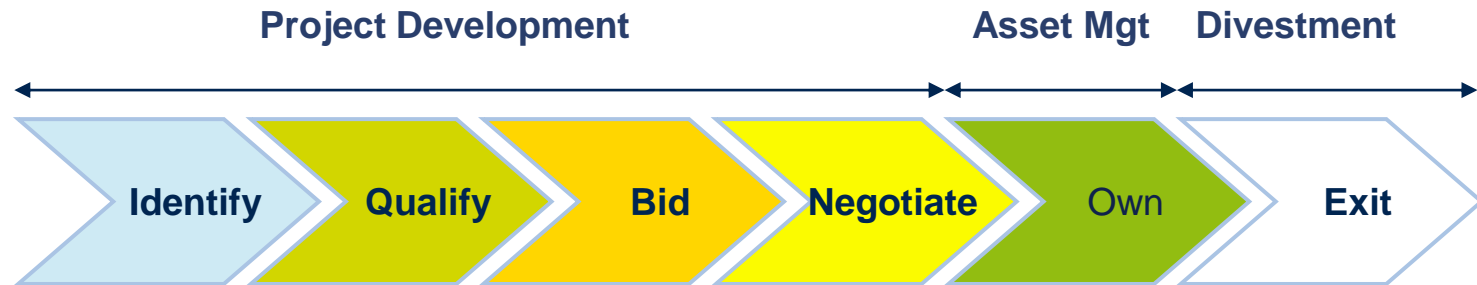 Project Development Asset Mgt Divestment
Identify Qualify Bid Negotiate Own Exit